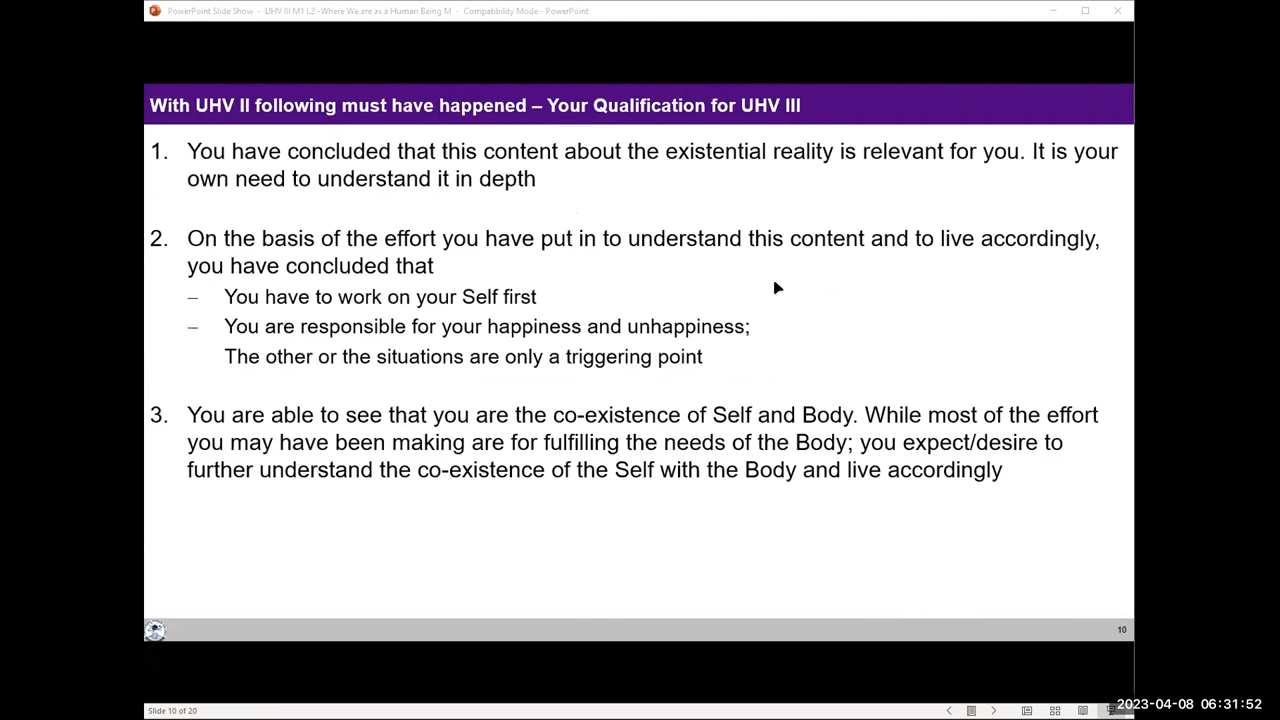 PowerPoint Slide Show - UHV III M1 L2 -Where We are as a Human Being M - Compatibility Mode - PowerPoint
With UHV II following must have happened – Your Qualification for UHV III
1. You have concluded that this content about the existential reality is relevant for you. It is your
own need to understand it in depth
2. On the basis of the effort you have put in to understand this content and to live accordingly,
you have concluded that
– You have to work on your Self first
– You are responsible for your happiness and unhappiness;
The other or the situations are only a triggering point
3. You are able to see that you are the co-existence of Self and Body. While most of the effort
you may have been making are for fulfilling the needs of the Body; you expect/desire to
further understand the co-existence of the Self with the Body and live accordingly
10
Slide 10 of 20
2023-04-08 06:31:52